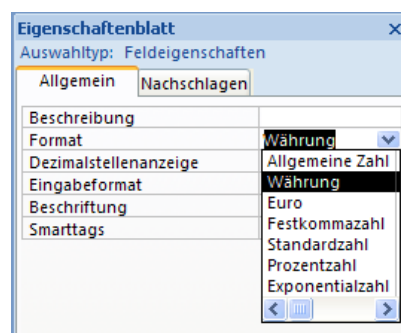 Eigenschaftenblatt
Auswahltyp: Feldeigenschaften
Allgemein Nachschlagen
Beschreibung
Format Währung
Dezimalstellenanzeige Allgemeine Zahl
Eingabeformat Währung
Beschriftung Euro
Smarttags Festkommazahl
Standardzahl
Prozentzahl
Exponentialzahl